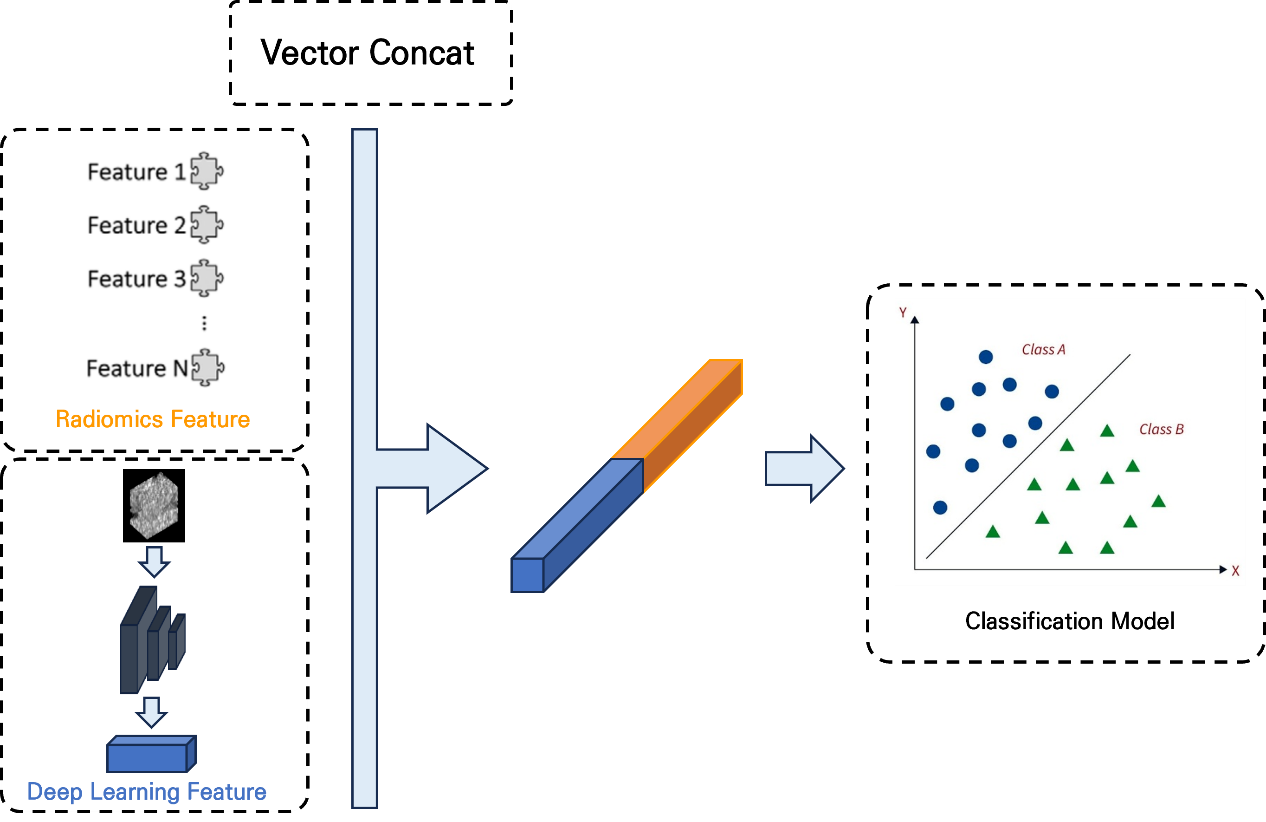 Vector Concat
Feature 1
Feature 2
Feature 3
⋮
Feature N
Radiomics Feature
Deep Learning Feature
Y
Class A
Class B
X
Classification Model